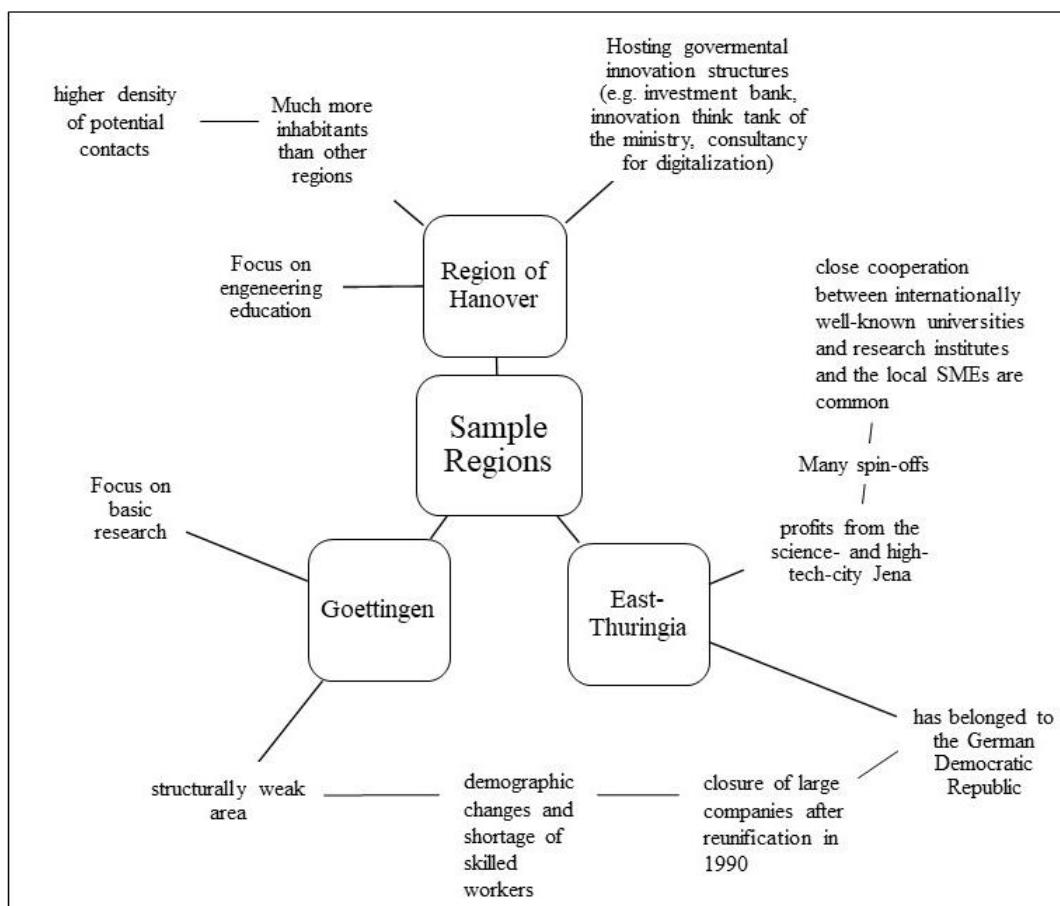 Hosting govermental
innovation structures
(e.g. investment bank,
innovation think tank of
the ministry, consultancy
for digitalization)
higher density
of potential
contacts
Much more
inhabitants
than other
regions
Focus on
engeneering
education
Region of
Hanover
close cooperation
between internationally
well-known universities
and research institutes
and the local SMEs are
common
Sample
Regions
Many spin-offs
Focus on
basic
research
profits from the
science- and high-
tech-city Jena
Goettingen
East-
Thuringia
has belonged to
the German
Democratic
Republic
structurally weak
area
demographic
changes and
shortage of
skilled
workers
closure of large
companies after
reunification in
1990